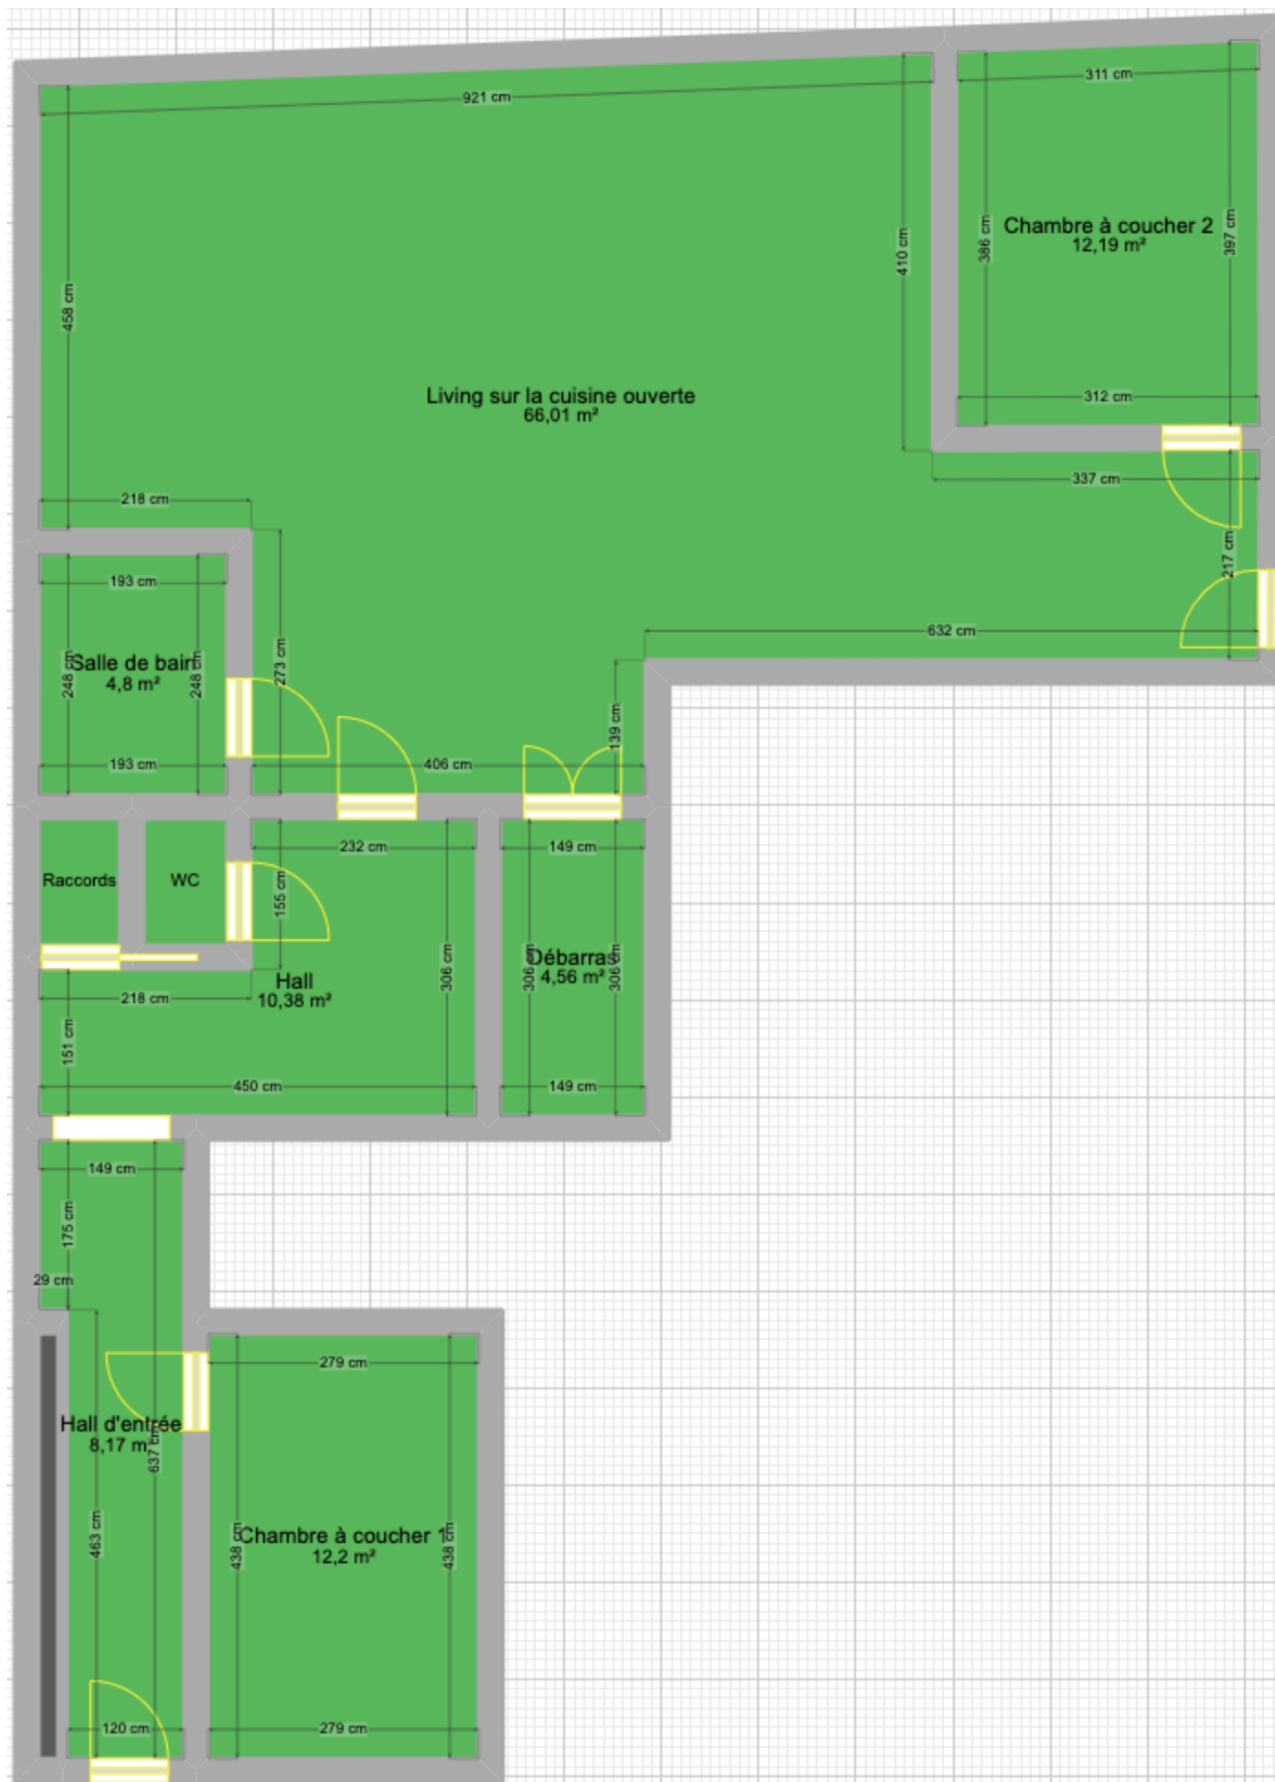 311 cm
921 cm
Chambre à coucher 2
12,19 m²
386 cm
397 cm
410 cm
458 cm
Living sur la cuisine ouverte
66,01 m²
312 cm
337 cm
218 cm
217 cm
193 cm
632 cm
Salle de bain
4,8 m²
248 cm
248 cm
273 cm
139 cm
193 cm
406 cm
232 cm
149 cm
Raccords
WC
155 cm
306 cm
Débarras
4,56 m²
306 cm
306 cm
Hall
10,38 m²
218 cm
151 cm
450 cm
149 cm
149 cm
175 cm
29 cm
279 cm
Hall d'entrée
8,17 m²
637 cm
463 cm
Chambre à coucher 1
12,2 m²
438 cm
438 cm
120 cm
279 cm